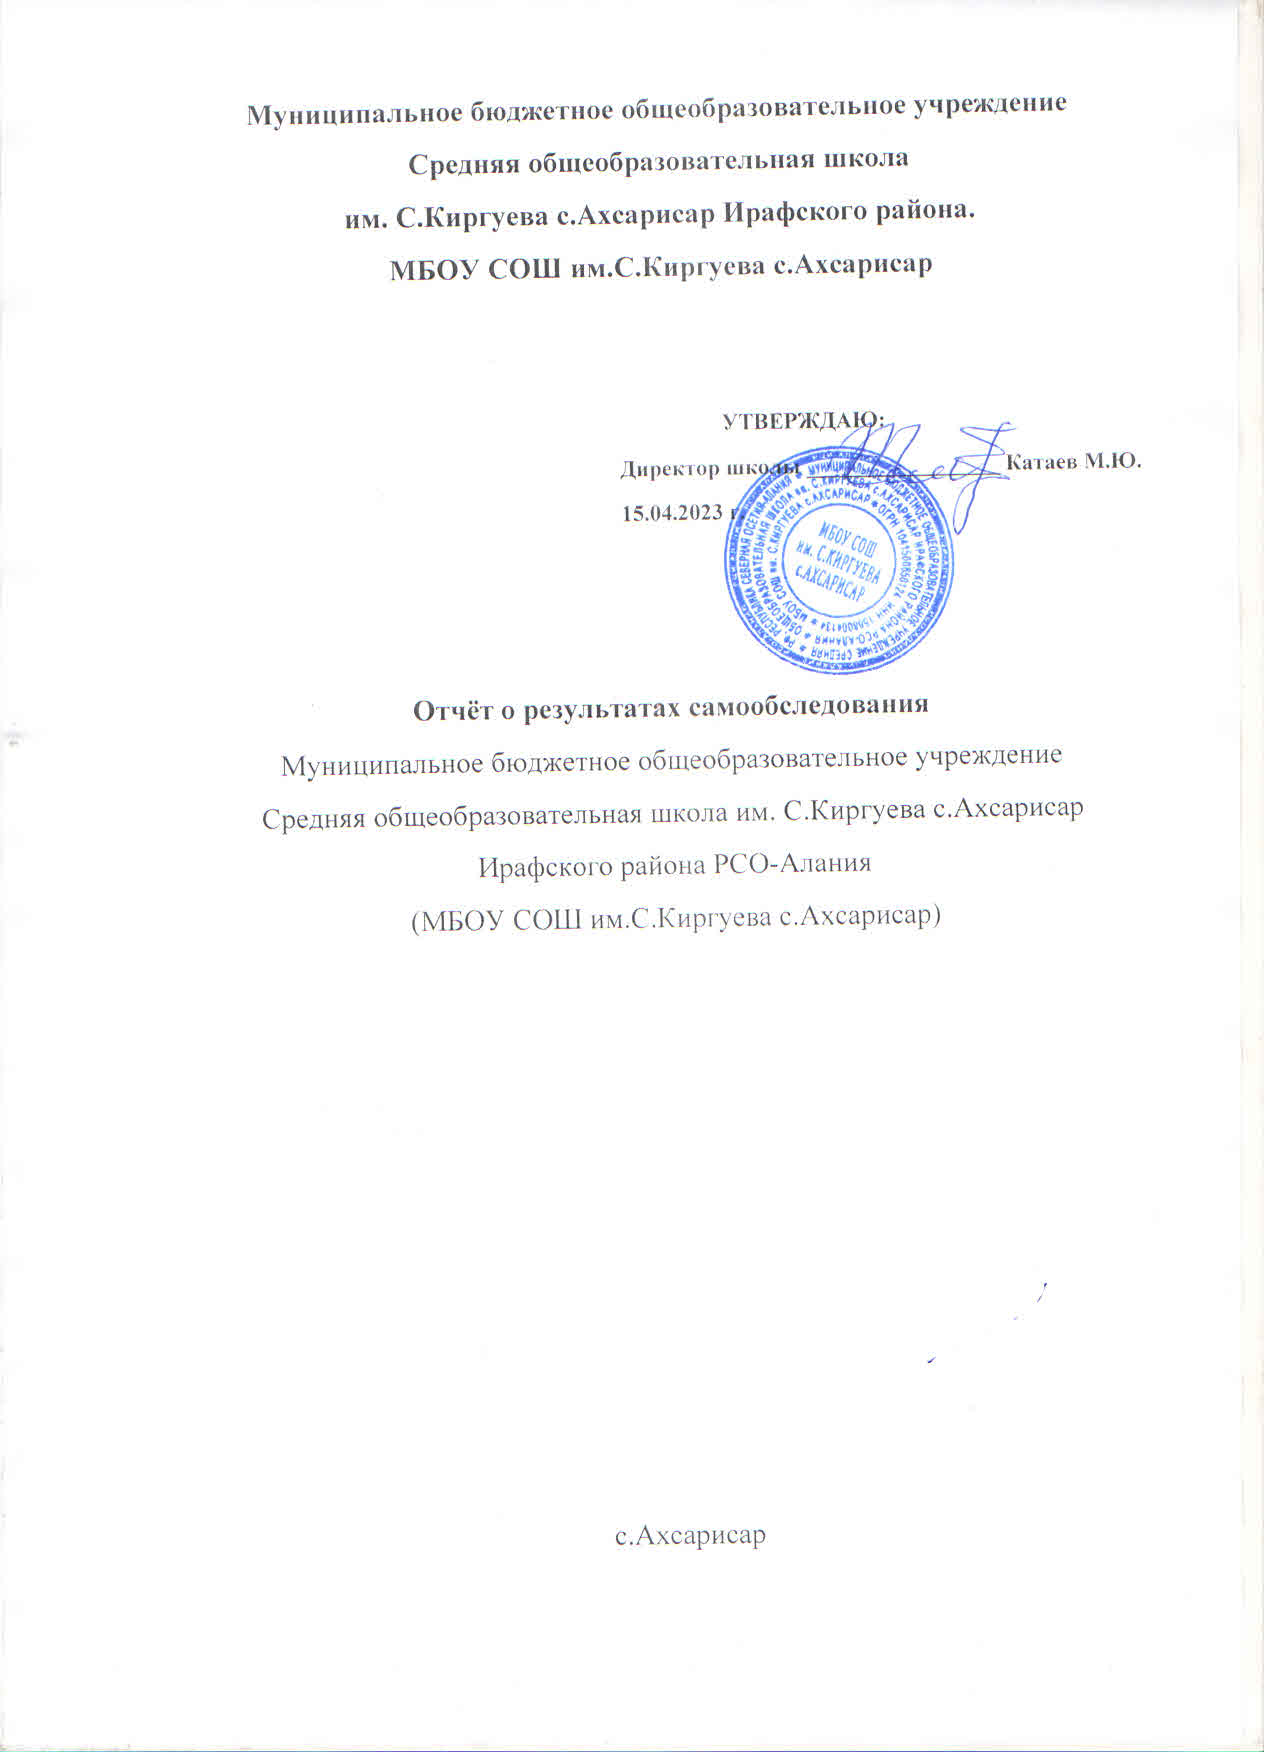 Муниципальное бюджетное общеобразовательное учреждение
Средняя общеобразовательная школа
им. С.Киргуева с.Ахсарисар Ирафского района.
МБОУ СОШ им.С.Киргуева с.Ахсарисар
УТВЕРЖДАЮ:
Директор школы Катаев М.Ю.
15.04.2023 г.
МБОУ СОШ
им. С.КИРГУЕВА
с.АХСАРИСАР
Отчёт о результатах самообследования
Муниципальное бюджетное общеобразовательное учреждение
Средняя общеобразовательная школа им. С.Киргуева с.Ахсарисар
Ирафского района РСО-Алания
(МБОУ СОШ им.С.Киргуева с.Ахсарисар)
с.Ахсарисар